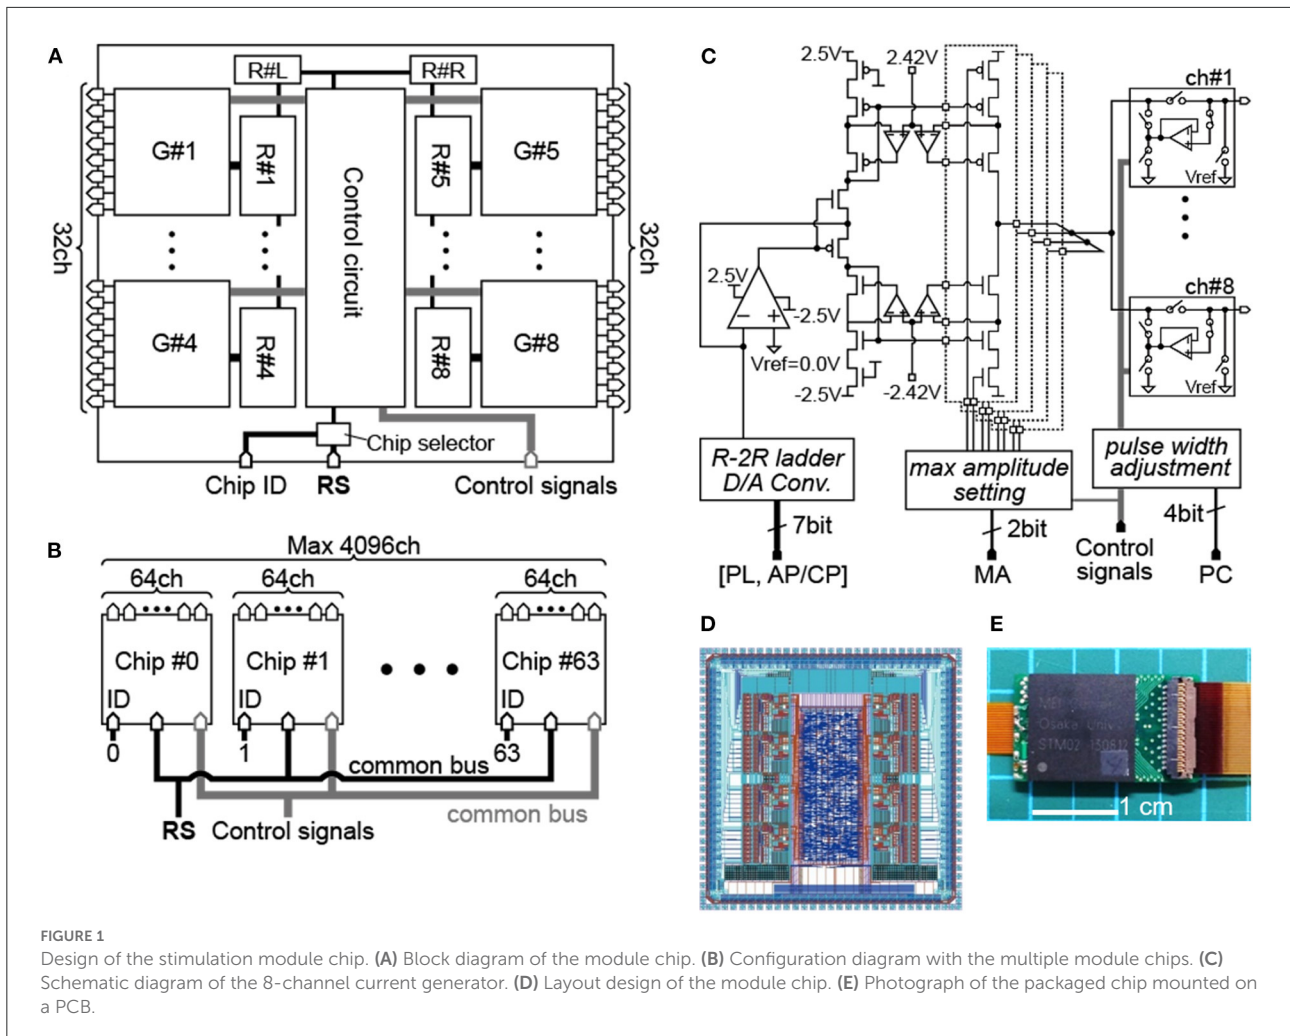 A
R#L
R#R
G#1
R#1
Control circuit
R#5
G#5
32ch
32ch
G#4
R#4
R#8
G#8
Chip selector
Chip ID
RS
Control signals
B
Max 4096ch
64ch
64ch
64ch
Chip #0
Chip #1
Chip #63
ID
ID
ID
0
1
63
common bus
common bus
RS
Control signals
C
2.5V
2.42V
ch#1
Vref
2.5V
-2.5V
Vref=0.0V
-2.5V
-2.42V
ch#8
Vref
R-2R ladder
D/A Conv.
max amplitude
setting
pulse width
adjustment
7bit
2bit
4bit
[PL, AP/CP]
MA
Control
signals
PC
D
E
Osaka Univ.
STM02
1 cm
FIGURE 1
Design of the stimulation module chip. (A) Block diagram of the module chip. (B) Configuration diagram with the multiple module chips. (C)
Schematic diagram of the 8-channel current generator. (D) Layout design of the module chip. (E) Photograph of the packaged chip mounted on
a PCB.